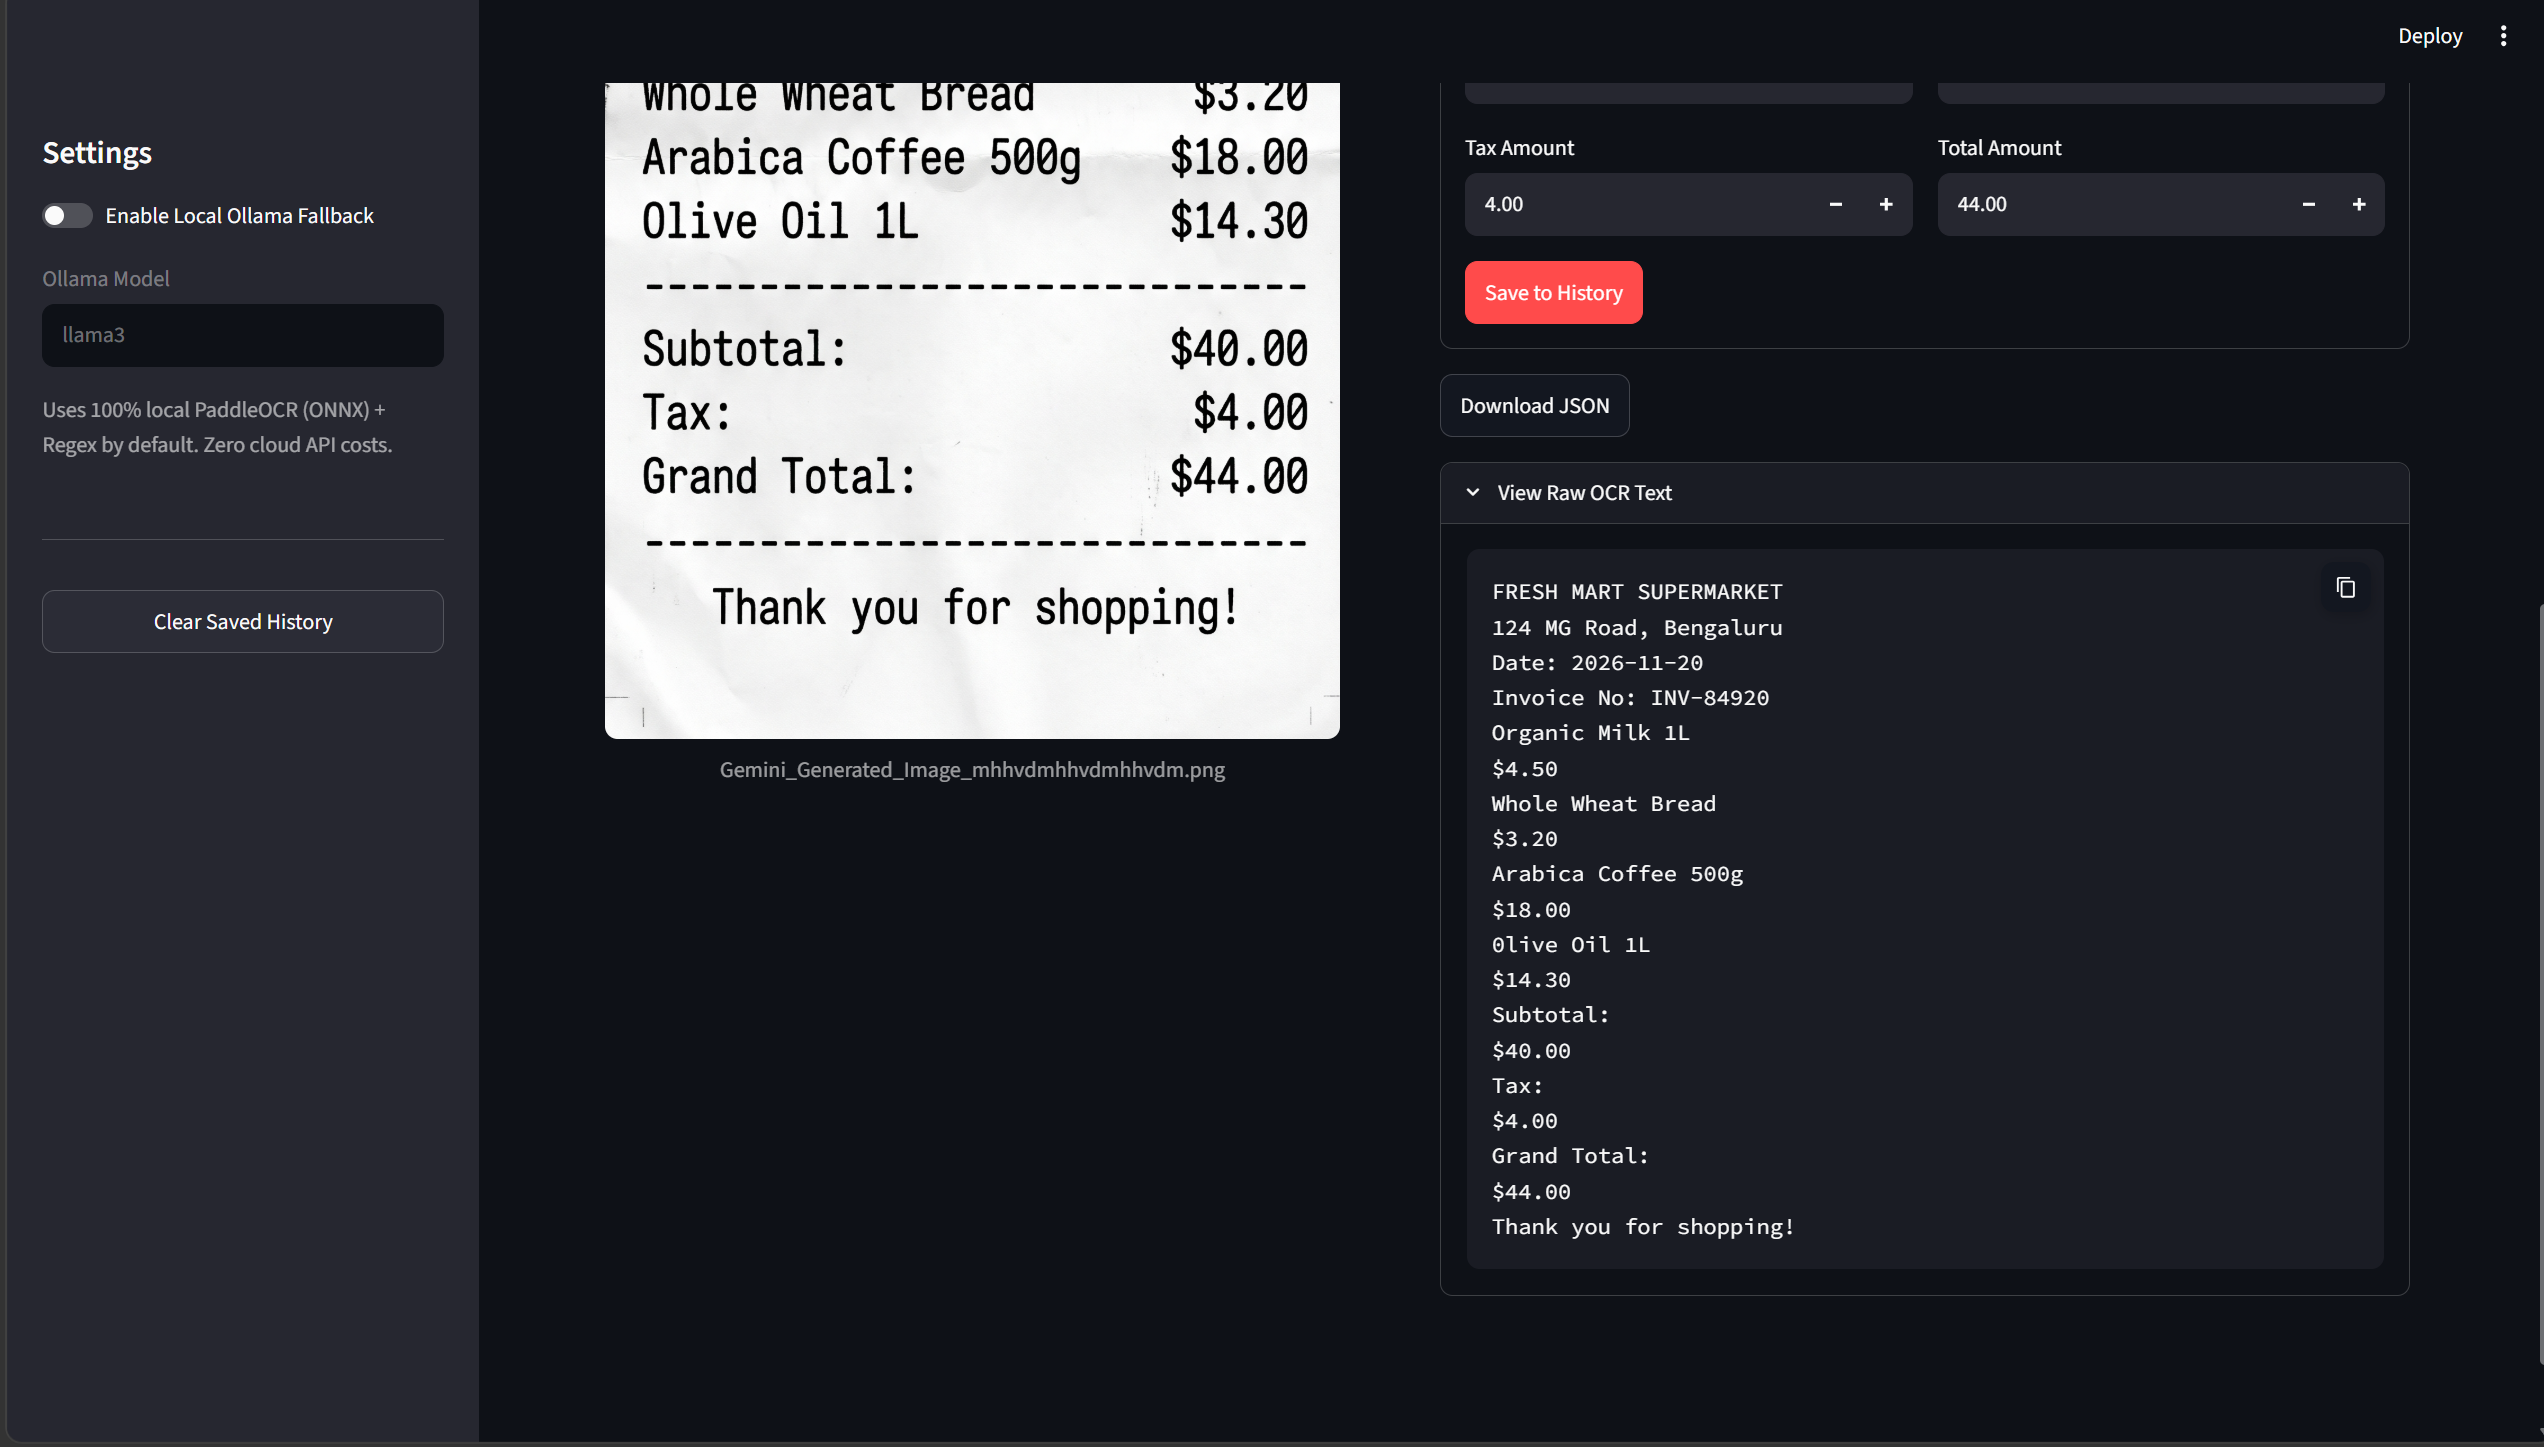 Deploy
Settings
Enable Local Ollama Fallback
Ollama Model
llama3
Uses 100% local PaddleOCR (ONNX) +
Regex by default. Zero cloud API costs.
Clear Saved History
Whole Wheat Bread $3.20
Arabica Coffee 500g $18.00
Olive Oil 1L $14.30
------------------------------
Subtotal: $40.00
Tax: $4.00
Grand Total: $44.00
------------------------------
Thank you for shopping!
Gemini_Generated_Image_mhhvdmhhvdmhhvdm.png
Tax Amount Total Amount
4.00 − + 44.00 − +
Save to History
Download JSON
View Raw OCR Text
FRESH MART SUPERMARKET
124 MG Road, Bengaluru
Date: 2026-11-20
Invoice No: INV-84920
Organic Milk 1L
$4.50
Whole Wheat Bread
$3.20
Arabica Coffee 500g
$18.00
0live Oil 1L
$14.30
Subtotal:
$40.00
Tax:
$4.00
Grand Total:
$44.00
Thank you for shopping!